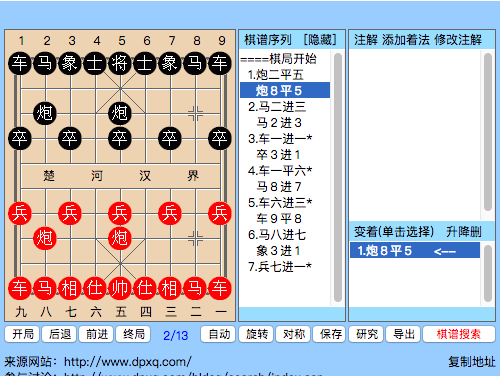 1 2 3 4 5 6 7 8 9
车 马 象 士 将 士 象 马 车
炮 炮
卒 卒 卒 卒 卒
楚 河 汉 界
兵 兵 兵 兵 兵
炮 炮
车 马 相 仕 帅 仕 相 马 车
九 八 七 六 五 四 三 二 一
棋谱序列 [隐藏]
====棋局开始
1.炮二平五
炮８平５
2.马二进三
马２进３
3.车一进一*
卒３进１
4.车一平六*
马８进７
5.车六进三*
车９平８
6.马八进七
象３进１
7.兵七进一*
注解 添加着法 修改注解
变着(单击选择) 升降删
1.炮８平５ <--
开局 后退 前进 终局 2/13 自动 旋转 对称 保存 研究 导出 棋谱搜索
来源网站: http://www.dpxq.com/ 复制地址